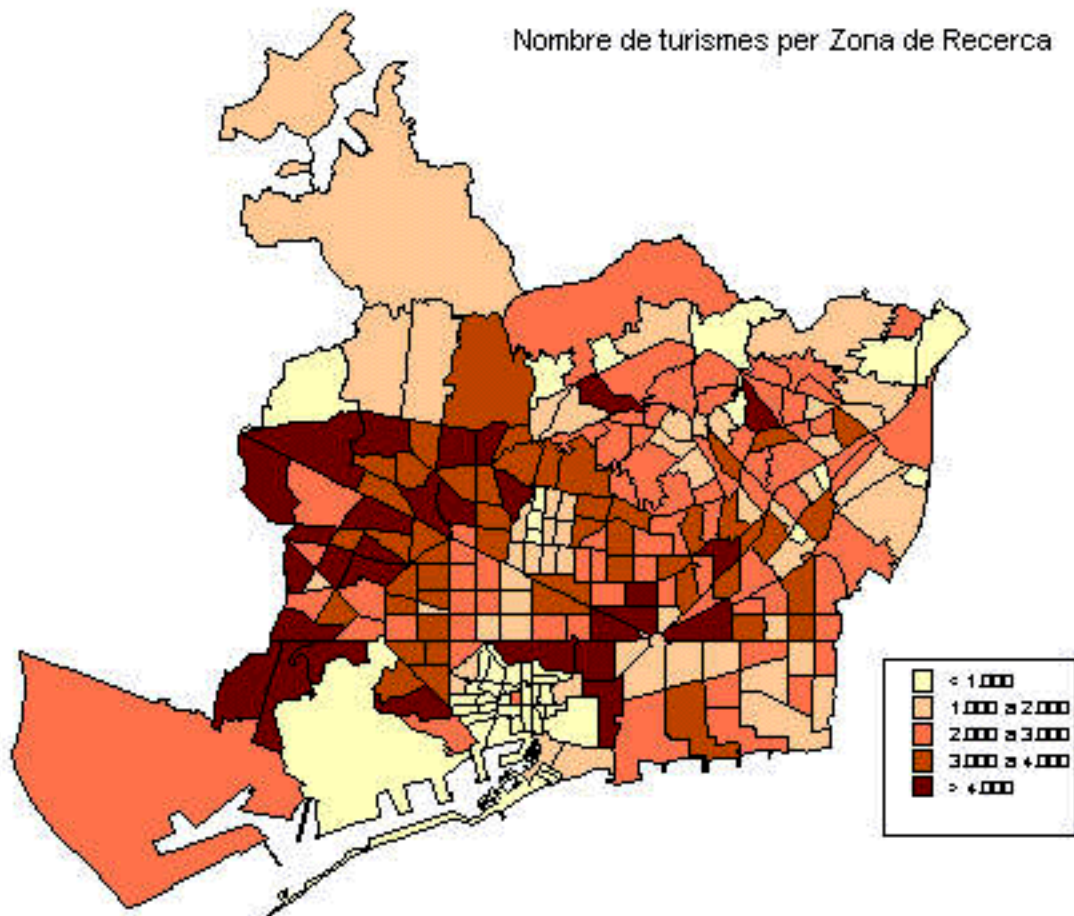 Nombre de turismes per Zona de Recerca
< 1.000
1.000 a 2.000
2.000 a 3.000
3.000 a 4.000
> 4.000